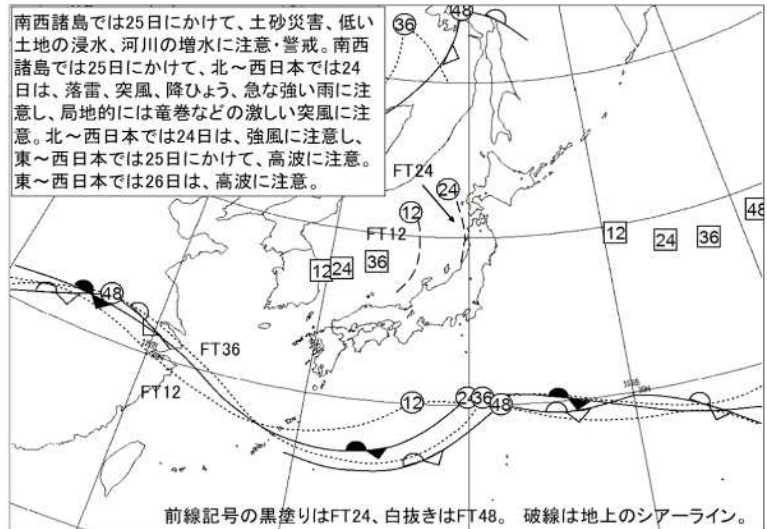 南西諸島では25日にかけて、土砂災害、低い
土地の浸水、河川の増水に注意・警戒。南西
諸島では25日にかけて、北～西日本では24
日は、落雷、突風、降ひょう、急な強い雨に注
意し、局地的には竜巻などの激しい突風に注
意。北～西日本では24日は、強風に注意し、
東～西日本では25日にかけて、高波に注意。
東～西日本では26日は、高波に注意。
36
48
FT24
24
12
FT12
12
24
36
12
24
36
48
48
FT36
FT12
12
24
36
48
前線記号の黒塗りはFT24、白抜きはFT48。 破線は地上のシアーライン。